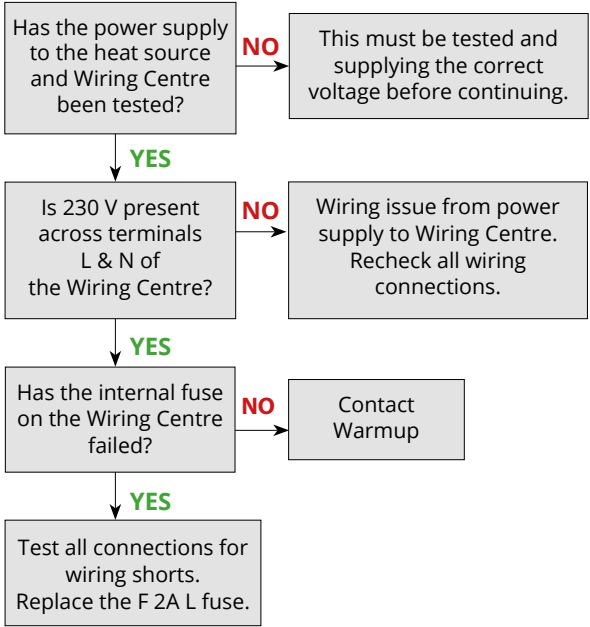 Has the power supply
to the heat source
and Wiring Centre
been tested?
NO
This must be tested and
supplying the correct
voltage before continuing.
YES
Is 230 V present
across terminals
L & N of
the Wiring Centre?
NO
Wiring issue from power
supply to Wiring Centre.
Recheck all wiring
connections.
YES
Has the internal fuse
on the Wiring Centre
failed?
NO
Contact
Warmup
YES
Test all connections for
wiring shorts.
Replace the F 2A L fuse.